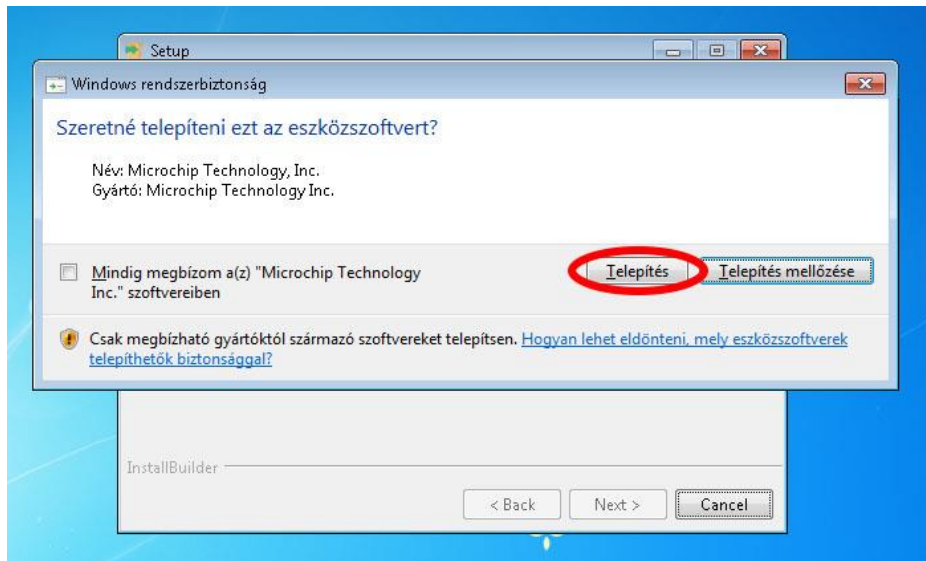 Setup
Windows rendszerbiztonság
Szeretné telepíteni ezt az eszközszoftvert?
Név: Microchip Technology, Inc.
Gyártó: Microchip Technology Inc.
Mindig megbízom a(z) "Microchip Technology
Inc." szoftvereiben
Telepítés
Telepítés mellőzése
Csak megbízható gyártóktól származó szoftvereket telepítsen. Hogyan lehet eldönteni, mely eszközszoftverek
telepíthetők biztonsággal?
InstallBuilder
< Back
Next >
Cancel